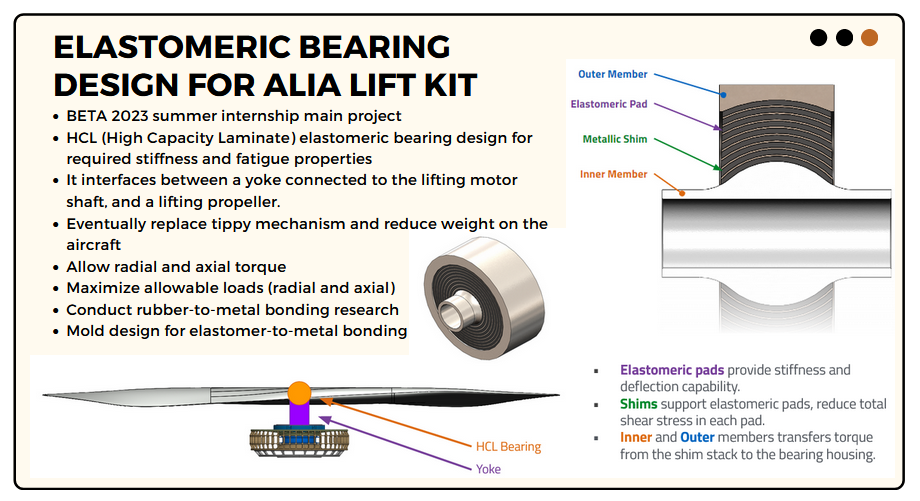 ELASTOMERIC BEARING
DESIGN FOR ALIA LIFT KIT
• BETA 2023 summer internship main project
• HCL (High Capacity Laminate) elastomeric bearing design for
required stiffness and fatigue properties
• It interfaces between a yoke connected to the lifting motor
shaft, and a lifting propeller.
• Eventually replace tippy mechanism and reduce weight on the
aircraft
• Allow radial and axial torque
• Maximize allowable loads (radial and axial)
• Conduct rubber-to-metal bonding research
• Mold design for elastomer-to-metal bonding
Outer Member
Elastomeric Pad
Metallic Shim
Inner Member
HCL Bearing
Yoke
▪ Elastomeric pads provide stiffness and
deflection capability.
▪ Shims support elastomeric pads, reduce total
shear stress in each pad.
▪ Inner and Outer members transfers torque
from the shim stack to the bearing housing.